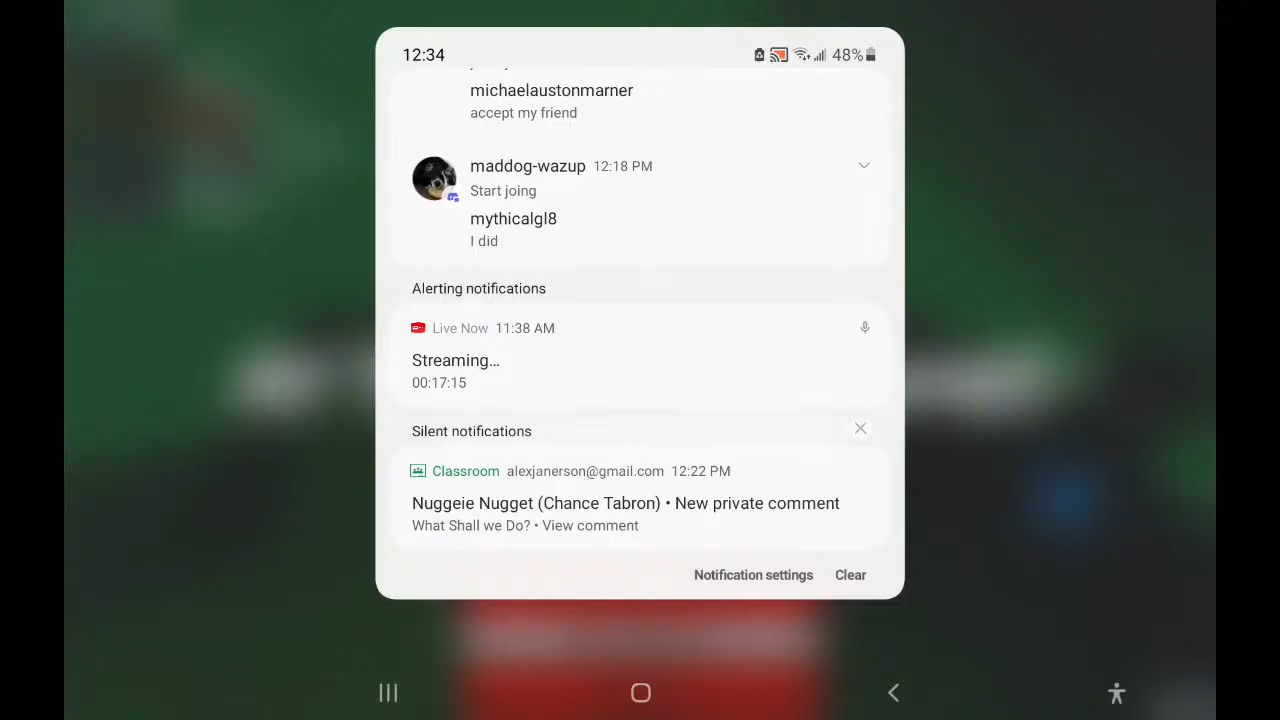 12:34 48%
michaelaustonmarner
accept my friend
maddog-wazup 12:18 PM
Start joing
mythicalgl8
I did
Alerting notifications
Live Now 11:38 AM
Streaming...
00:17:15
Silent notifications
Classroom alexjanerson@gmail.com 12:22 PM
Nuggeie Nugget (Chance Tabron) • New private comment
What Shall we Do? • View comment
Notification settings Clear